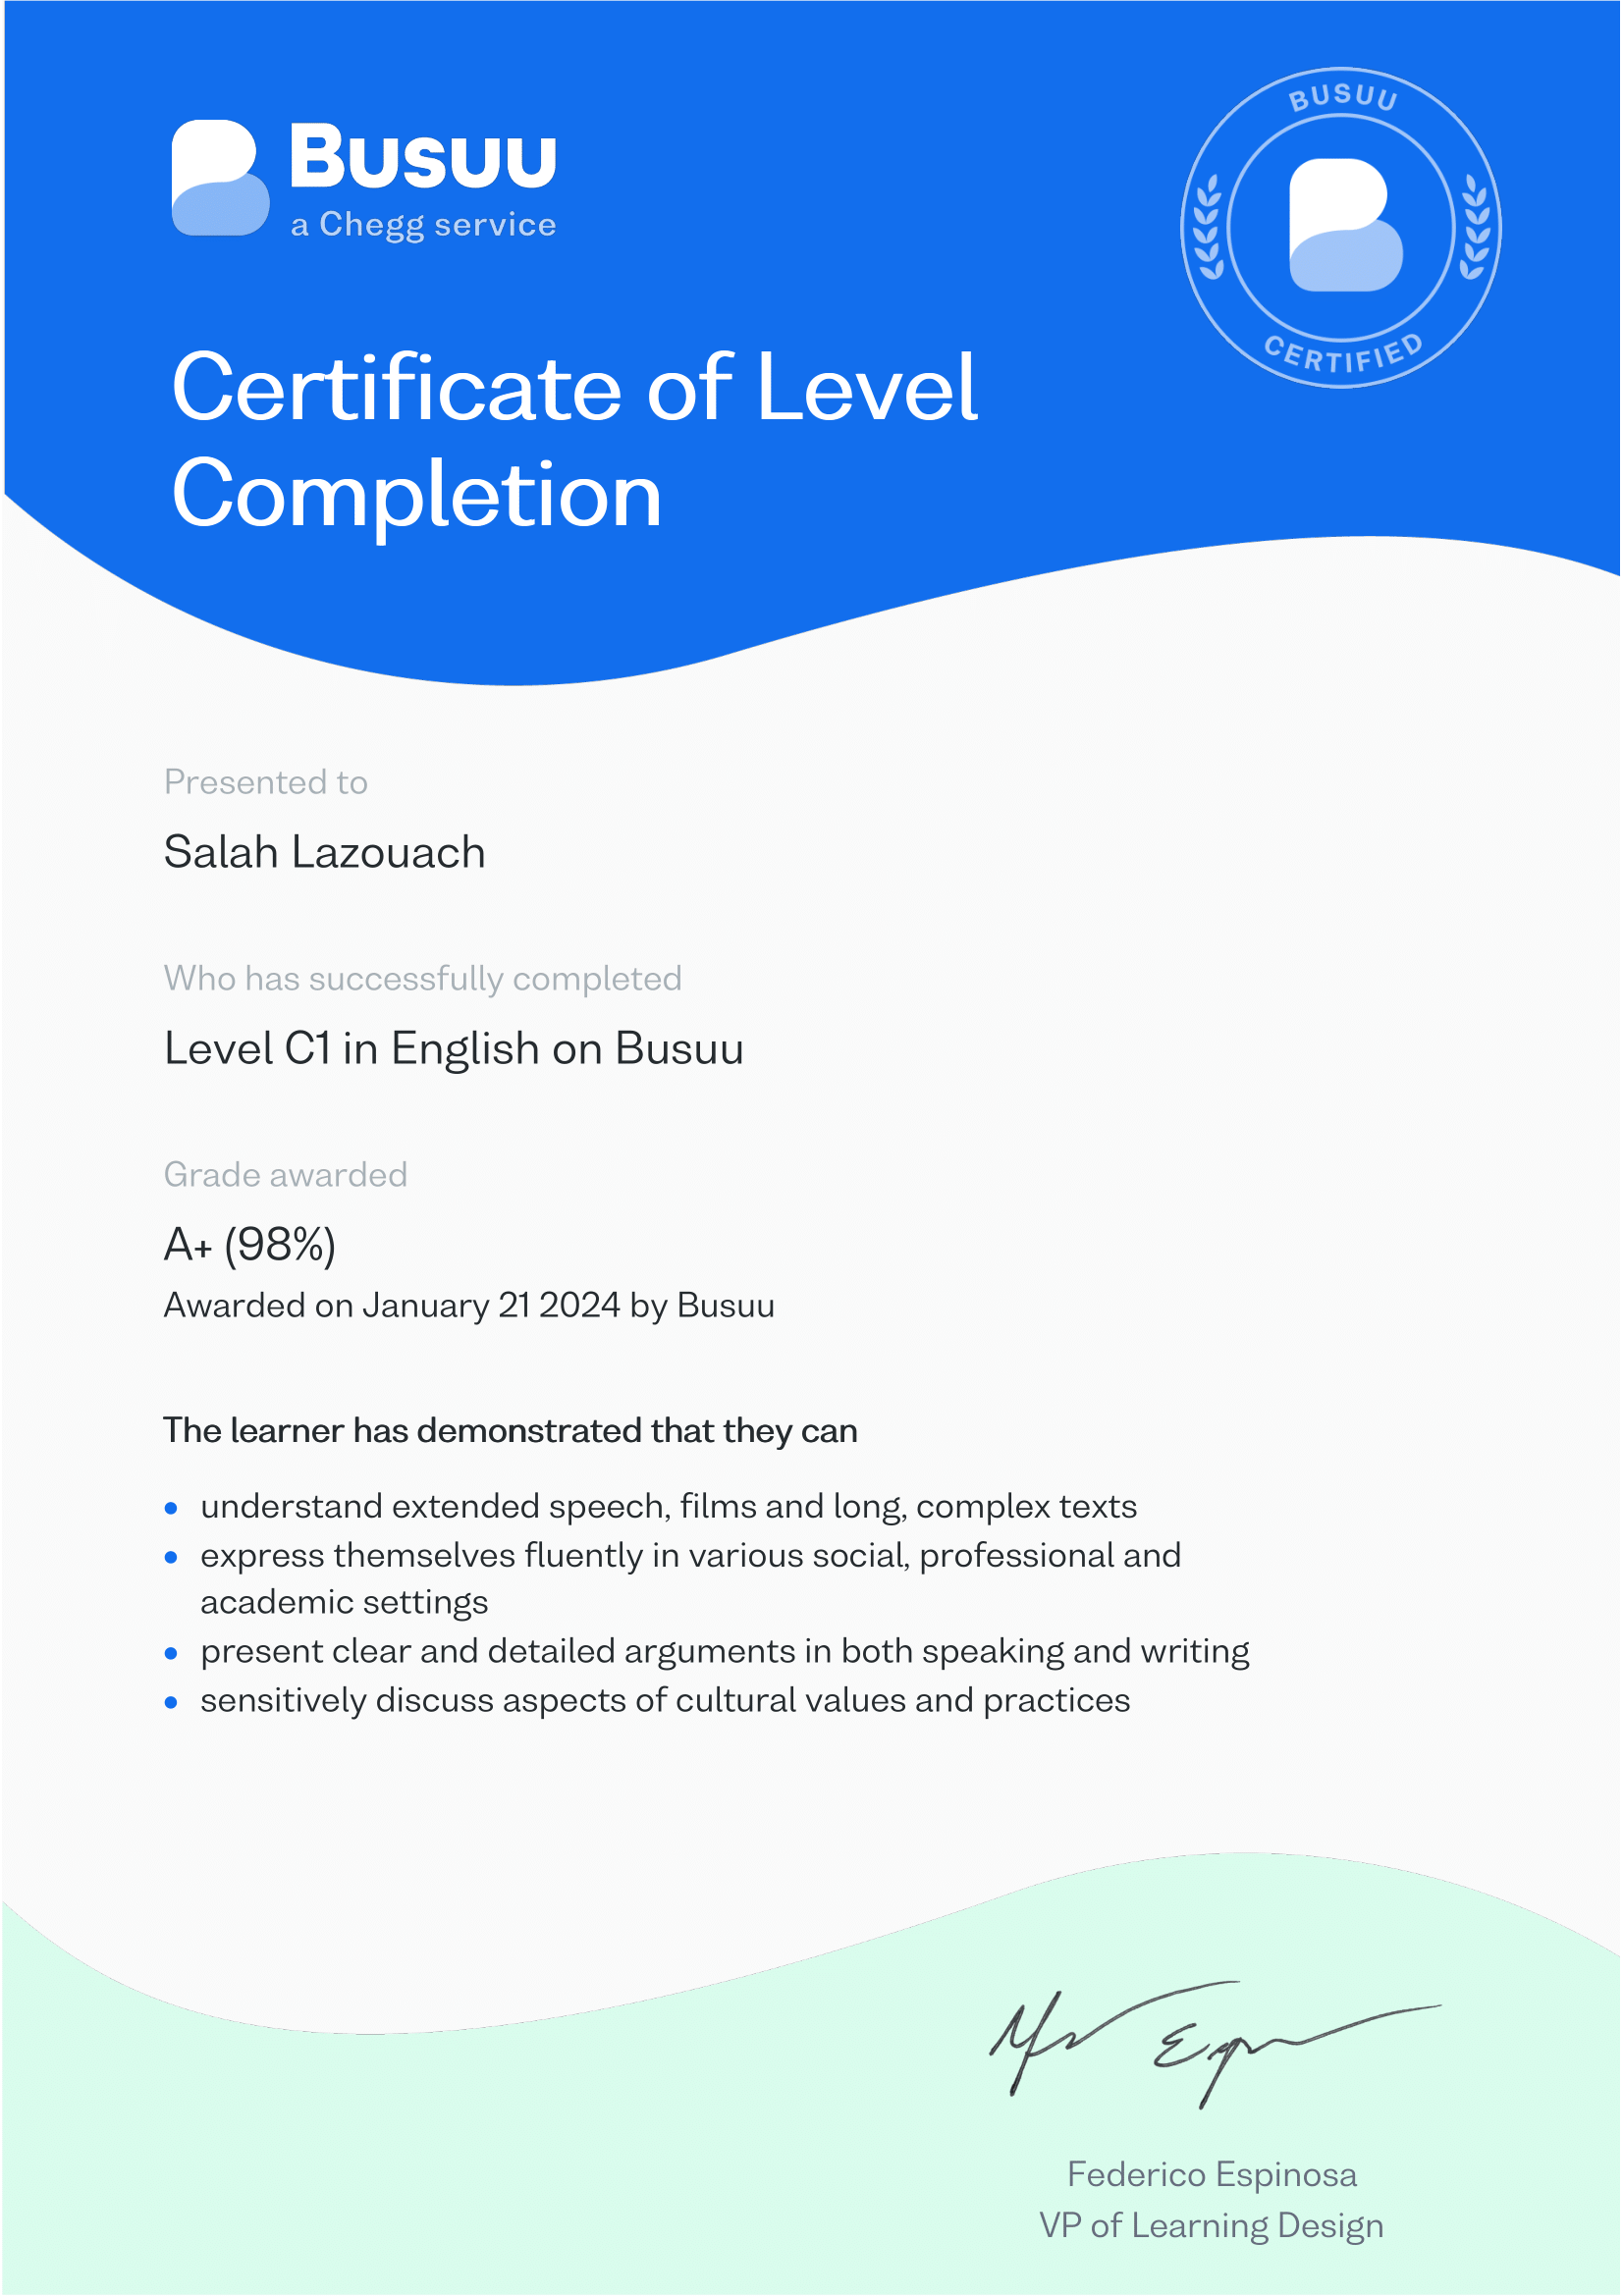 Busuu
a Chegg service
BUSUU
CERTIFIED
Certificate of Level
Completion
Presented to
Salah Lazouach
Who has successfully completed
Level C1 in English on Busuu
Grade awarded
A+ (98%)
Awarded on January 21 2024 by Busuu
The learner has demonstrated that they can
• understand extended speech, films and long, complex texts
• express themselves fluently in various social, professional and
academic settings
• present clear and detailed arguments in both speaking and writing
• sensitively discuss aspects of cultural values and practices
Federico Espinosa
VP of Learning Design